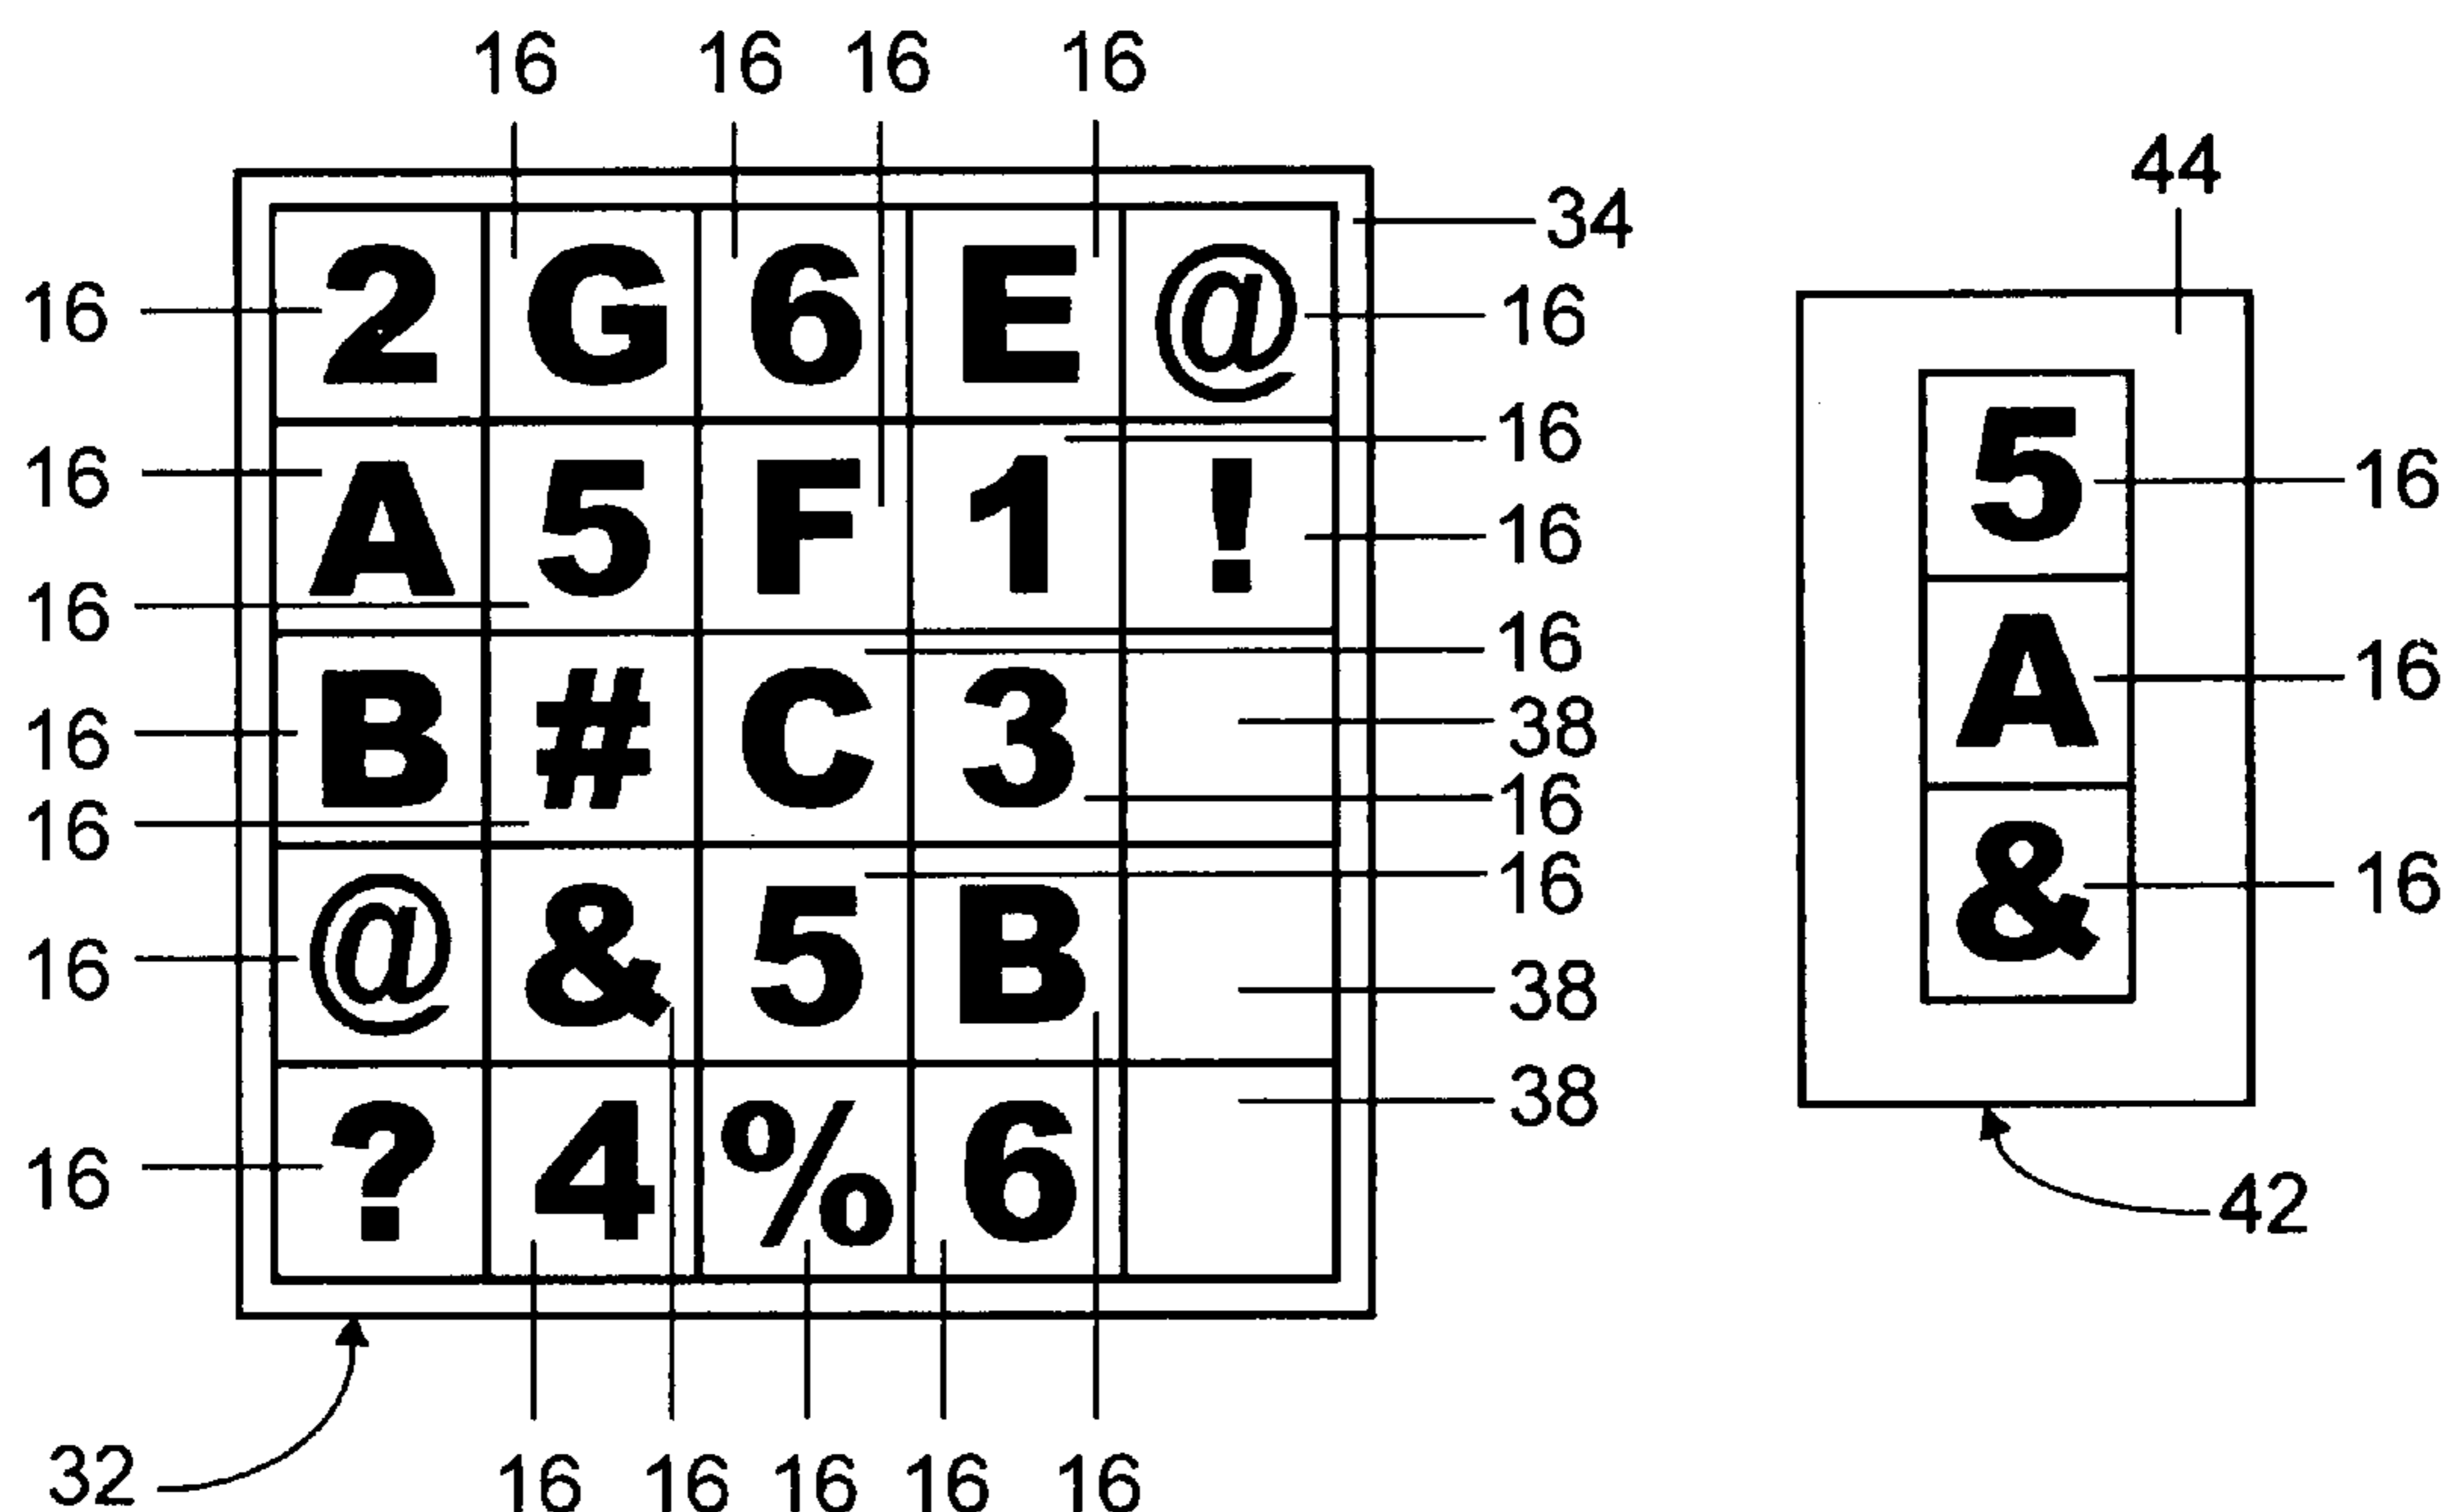 16 16 16 16
44
34
16 2 G 6 E @ 16
16
16 A 5 F 1 ! 16
5 16
16 16
A 16
16 B # C 3 38
16 16
16
& 16
16 @ & 5 B 38
38
16 ? 4 % 6
42
32 16 16 16 16 16